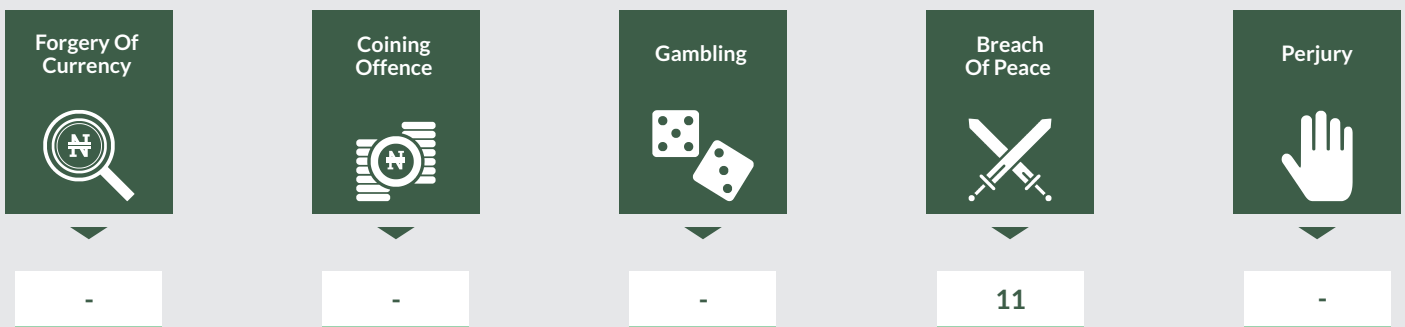 Forgery Of
Currency
Coining
Offence
Gambling
Breach
Of Peace
Perjury
₦
₦
-
-
-
11
-